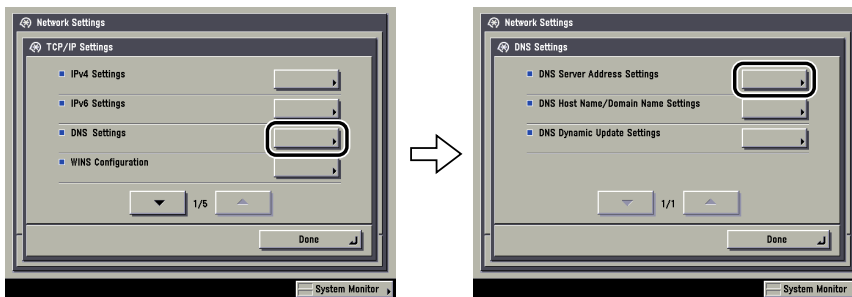 Network Settings
TCP/IP Settings
IPv4 Settings
IPv6 Settings
DNS Settings
WINS Configuration
1/5
Done
System Monitor
Network Settings
DNS Settings
DNS Server Address Settings
DNS Host Name/Domain Name Settings
DNS Dynamic Update Settings
1/1
Done
System Monitor